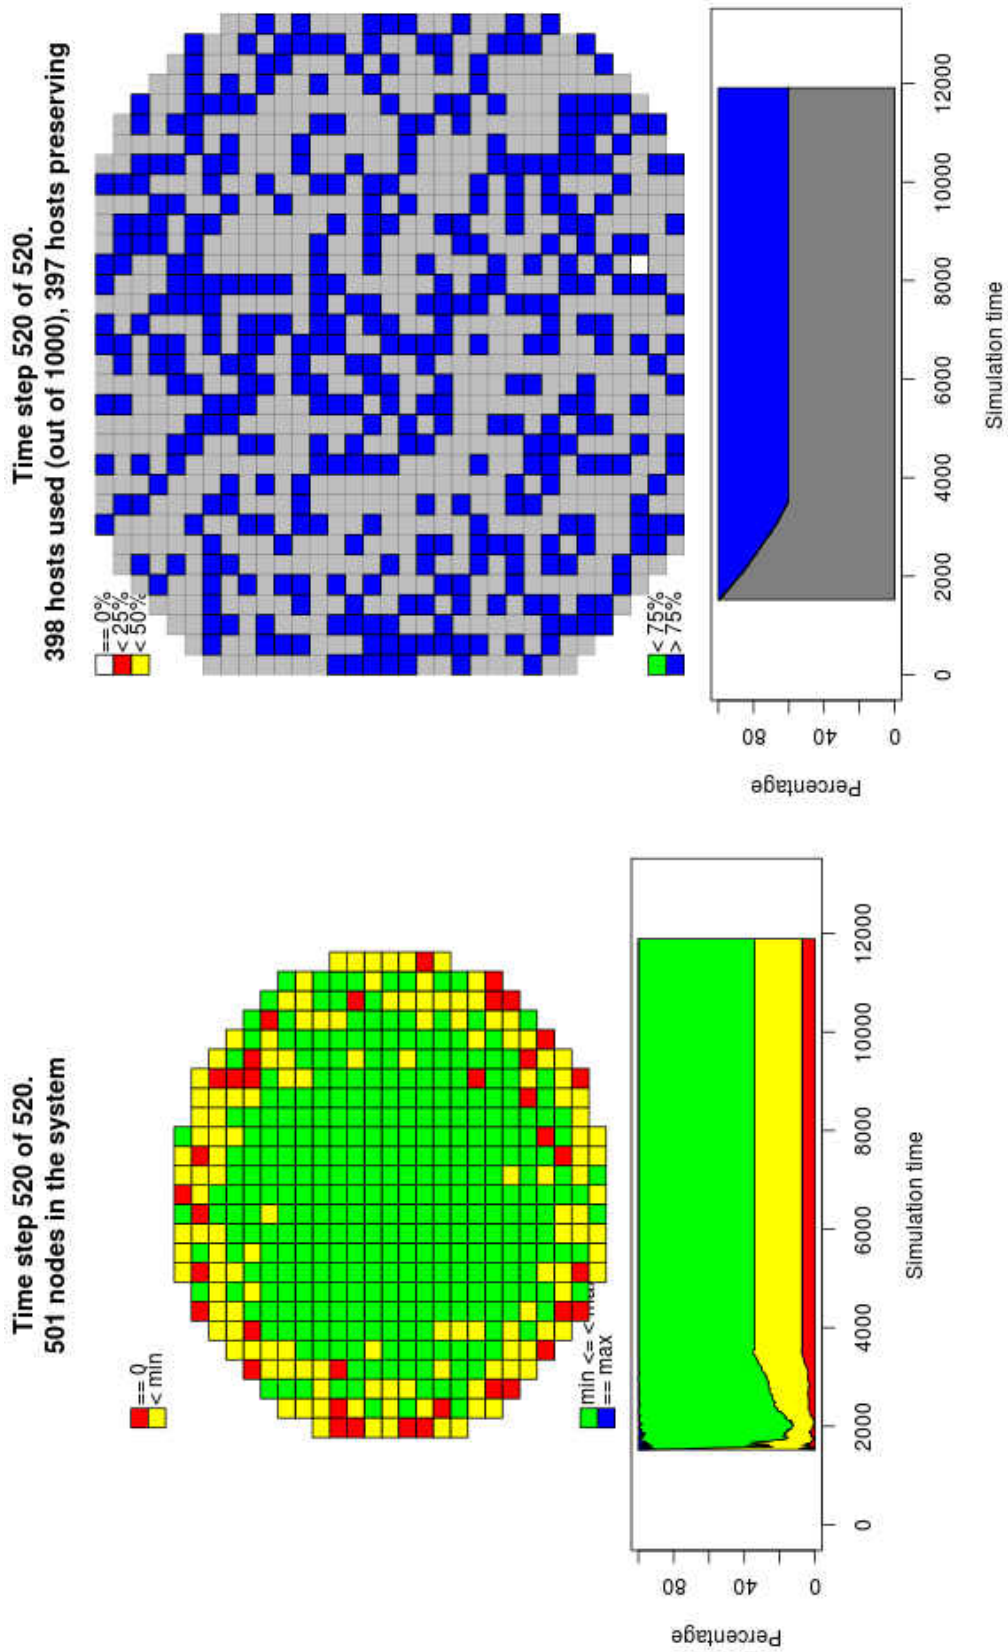 Time step 520 of 520.
501 nodes in the system
== 0
< min
min <= < ma
== max
Percentage
0
40
80
0
2000
4000
6000
8000
10000
12000
Simulation time
Time step 520 of 520.
398 hosts used (out of 1000), 397 hosts preserving
== 0%
< 25%
< 50%
< 75%
> 75%
Percentage
0
40
80
0
2000
4000
6000
8000
10000
12000
Simulation time